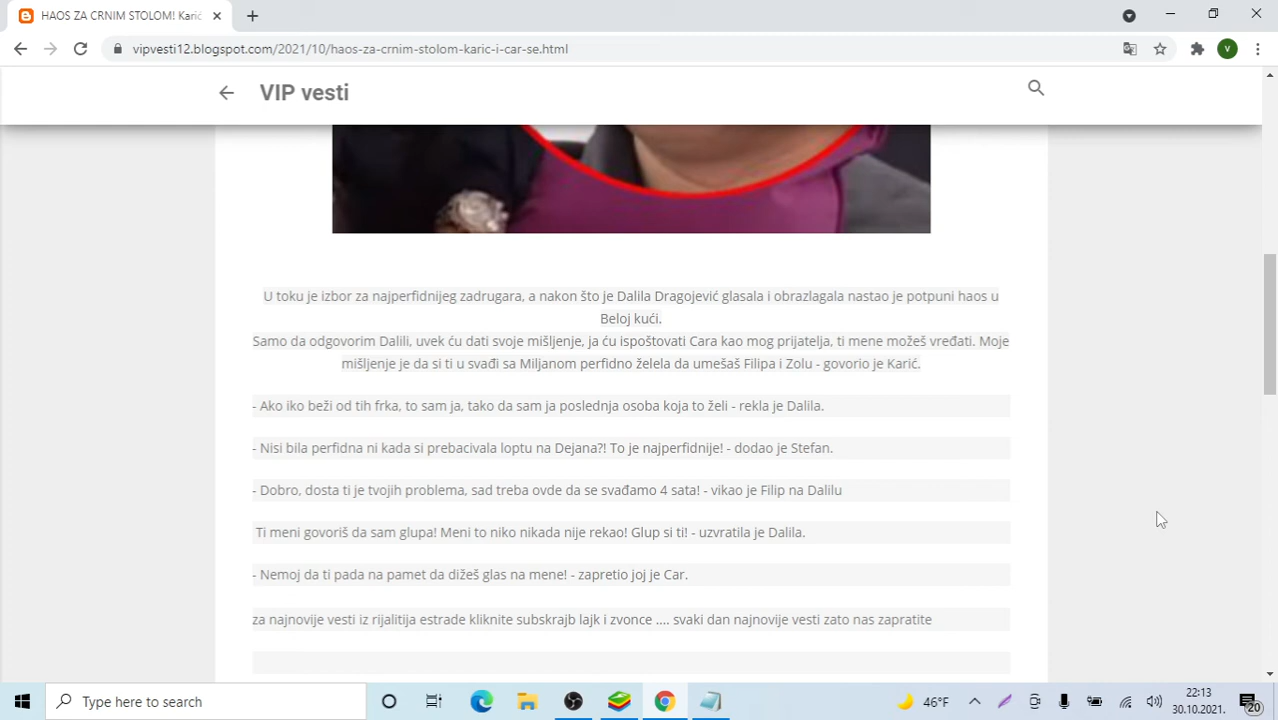 HAOS ZA CRNIM STOLOM! Karić
vipvesti12.blogspot.com/2021/10/haos-za-crnim-stolom-karic-i-car-se.html
V
VIP vesti
U toku je izbor za najperfidnijeg zadrugara, a nakon što je Dalila Dragojević glasala i obrazlagala nastao je potpuni haos u
Beloj kući.
Samo da odgovorim Dalili, uvek ću dati svoje mišljenje, ja ću ispoštovati Cara kao mog prijatelja, ti mene možeš vređati. Moje
mišljenje je da si ti u svađi sa Miljanom perfidno želela da umešaš Filipa i Zolu - govorio je Karić.
- Ako iko beži od tih frka, to sam ja, tako da sam ja poslednja osoba koja to želi - rekla je Dalila.
- Nisi bila perfidna ni kada si prebacivala loptu na Dejana?! To je najperfidnije! - dodao je Stefan.
- Dobro, dosta ti je tvojih problema, sad treba ovde da se svađamo 4 sata! - vikao je Filip na Dalilu
Ti meni govoriš da sam glupa! Meni to niko nikada nije rekao! Glup si ti! - uzvratila je Dalila.
- Nemoj da ti pada na pamet da dižeš glas na mene! - zapretio joj je Car.
za najnovije vesti iz rijalitija estrade kliknite subskrajb lajk i zvonce .... svaki dan najnovije vesti zato nas zapratite
Type here to search
46°F
22:13
30.10.2021.
20